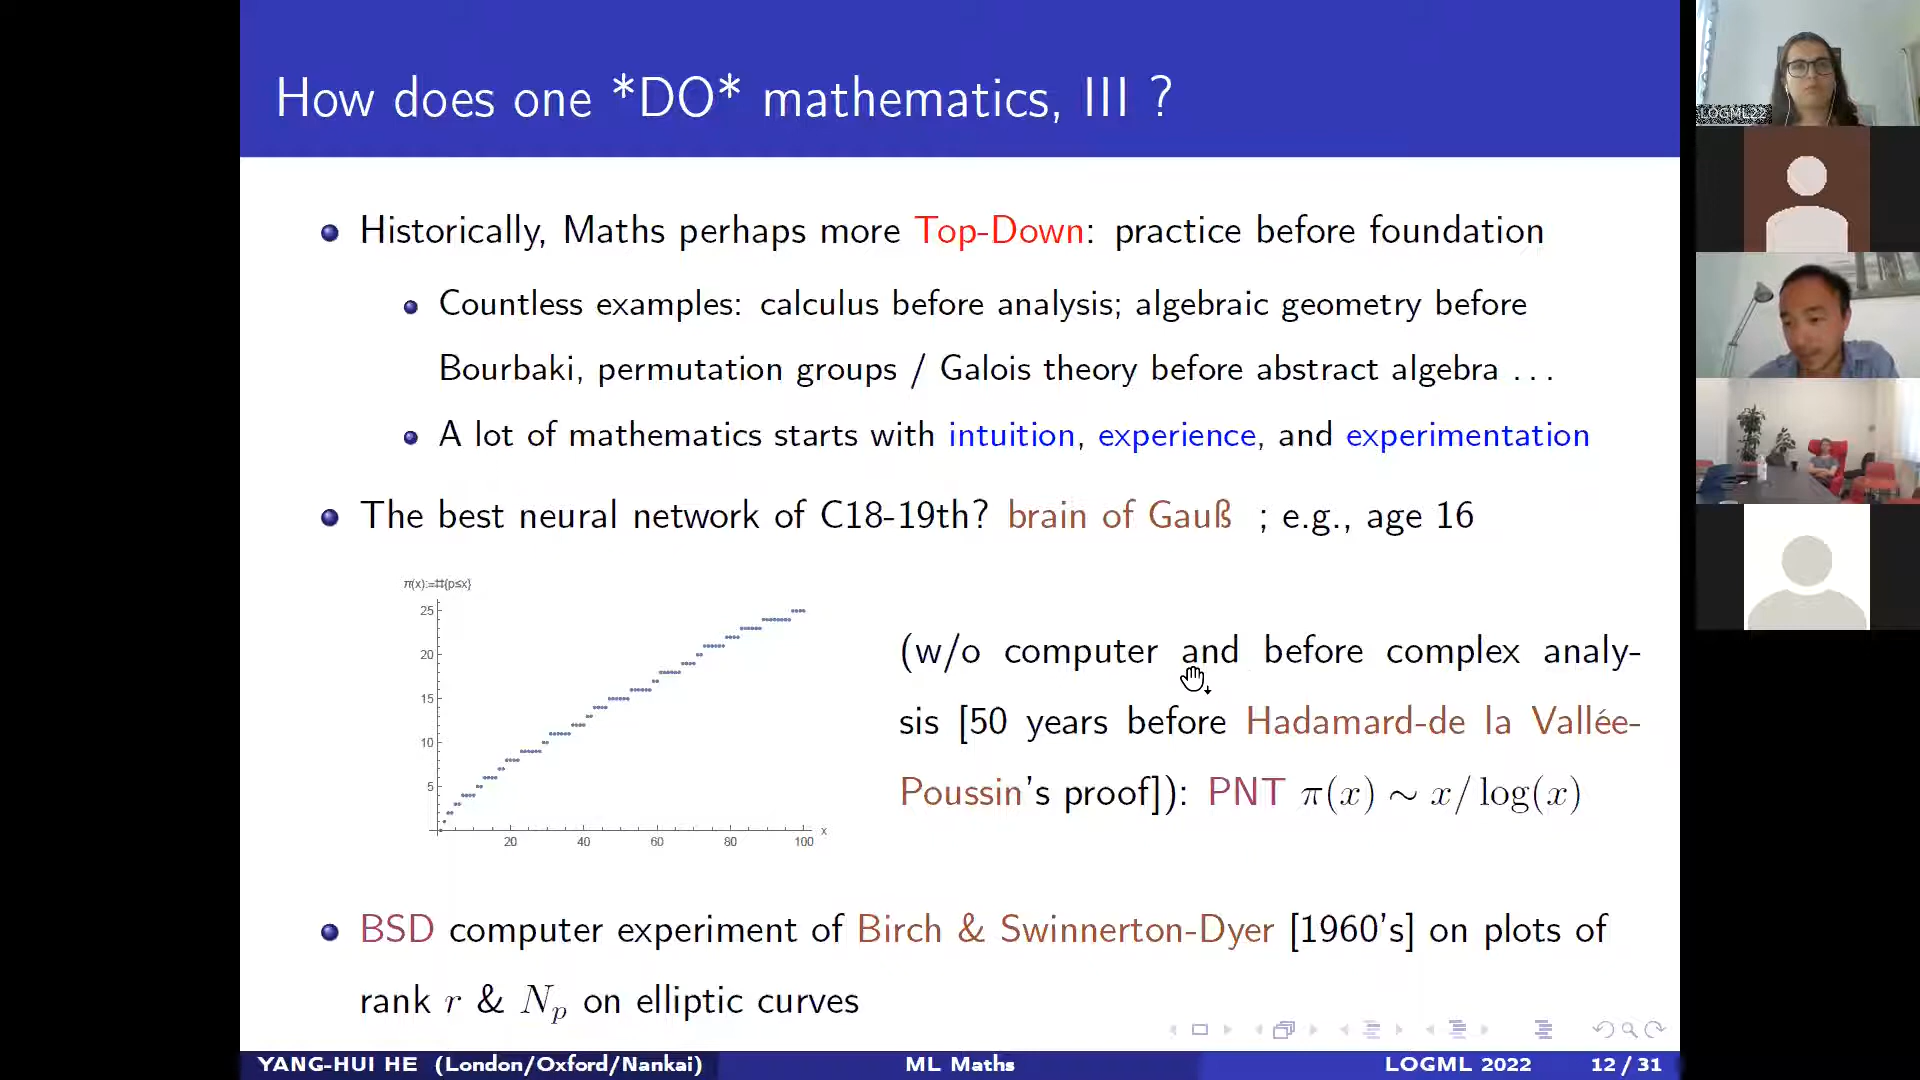 How does one *DO* mathematics, III ?
Historically, Maths perhaps more Top-Down: practice before foundation
Countless examples: calculus before analysis; algebraic geometry before
Bourbaki, permutation groups / Galois theory before abstract algebra ...
A lot of mathematics starts with intuition, experience, and experimentation
The best neural network of C18-19th? brain of Gauß ; e.g., age 16
π(x):=#{p≤x}
25
20
15
10
5
20 40 60 80 100 x
(w/o computer and before complex analy-
sis [50 years before Hadamard-de la Vallée-
Poussin's proof]): PNT π(x) ∼ x/ log(x)
BSD computer experiment of Birch & Swinnerton-Dyer [1960's] on plots of
rank r & Nₚ on elliptic curves
YANG-HUI HE (London/Oxford/Nankai) ML Maths LOGML 2022 12 / 31
LOGML22